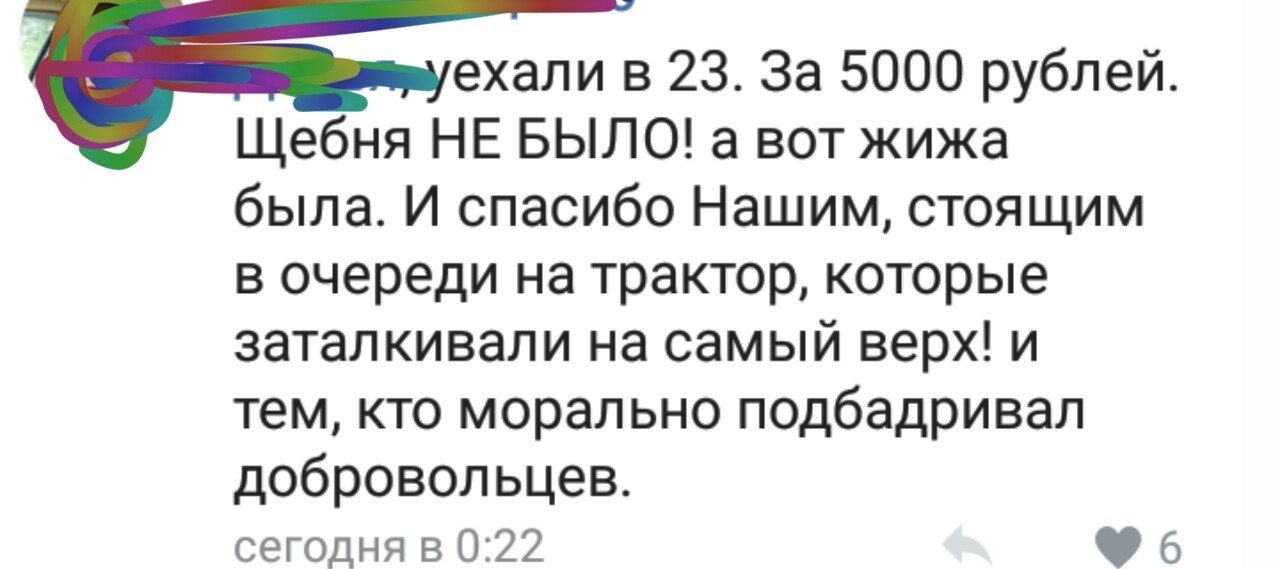 , уехали в 23. За 5000 рублей.
Щебня НЕ БЫЛО! а вот жижа
была. И спасибо Нашим, стоящим
в очереди на трактор, которые
заталкивали на самый верх! и
тем, кто морально подбадривал
добровольцев.
сегодня в 0:22
6